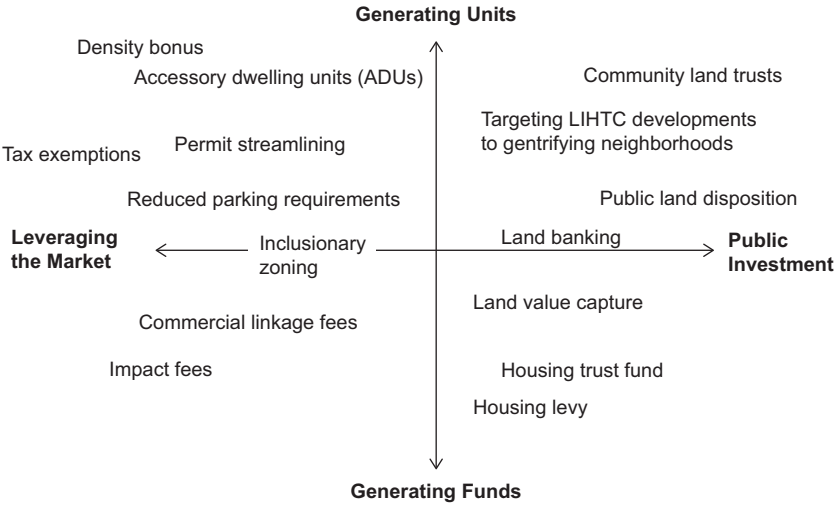 Generating Units
Density bonus
Accessory dwelling units (ADUs)
Community land trusts
Targeting LIHTC developments
to gentrifying neighborhoods
Tax exemptions
Permit streamlining
Reduced parking requirements
Public land disposition
Leveraging
the Market
Inclusionary
zoning
Land banking
Public
Investment
Land value capture
Commercial linkage fees
Impact fees
Housing trust fund
Housing levy
Generating Funds